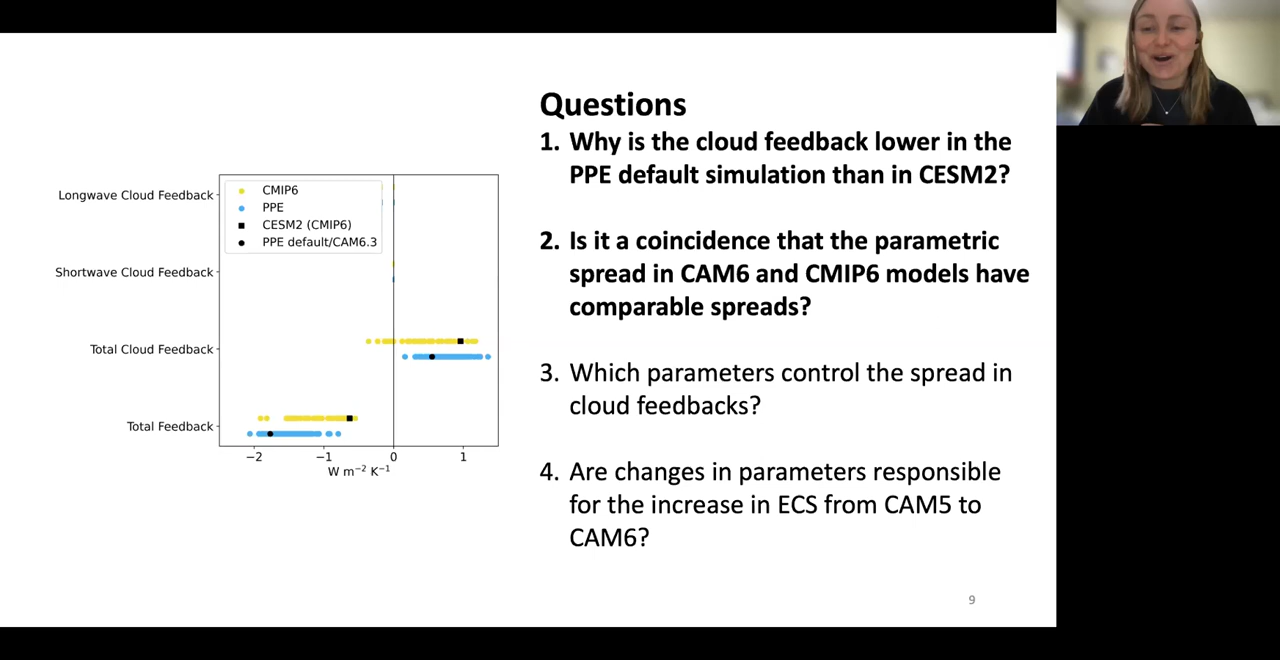 Questions
1. Why is the cloud feedback lower in the
PPE default simulation than in CESM2?
2. Is it a coincidence that the parametric
spread in CAM6 and CMIP6 models have
comparable spreads?
3. Which parameters control the spread in
cloud feedbacks?
4. Are changes in parameters responsible
for the increase in ECS from CAM5 to
CAM6?
Longwave Cloud Feedback
Shortwave Cloud Feedback
Total Cloud Feedback
Total Feedback
CMIP6
PPE
CESM2 (CMIP6)
PPE default/CAM6.3
−2 −1 0 1
W m⁻² K⁻¹
9